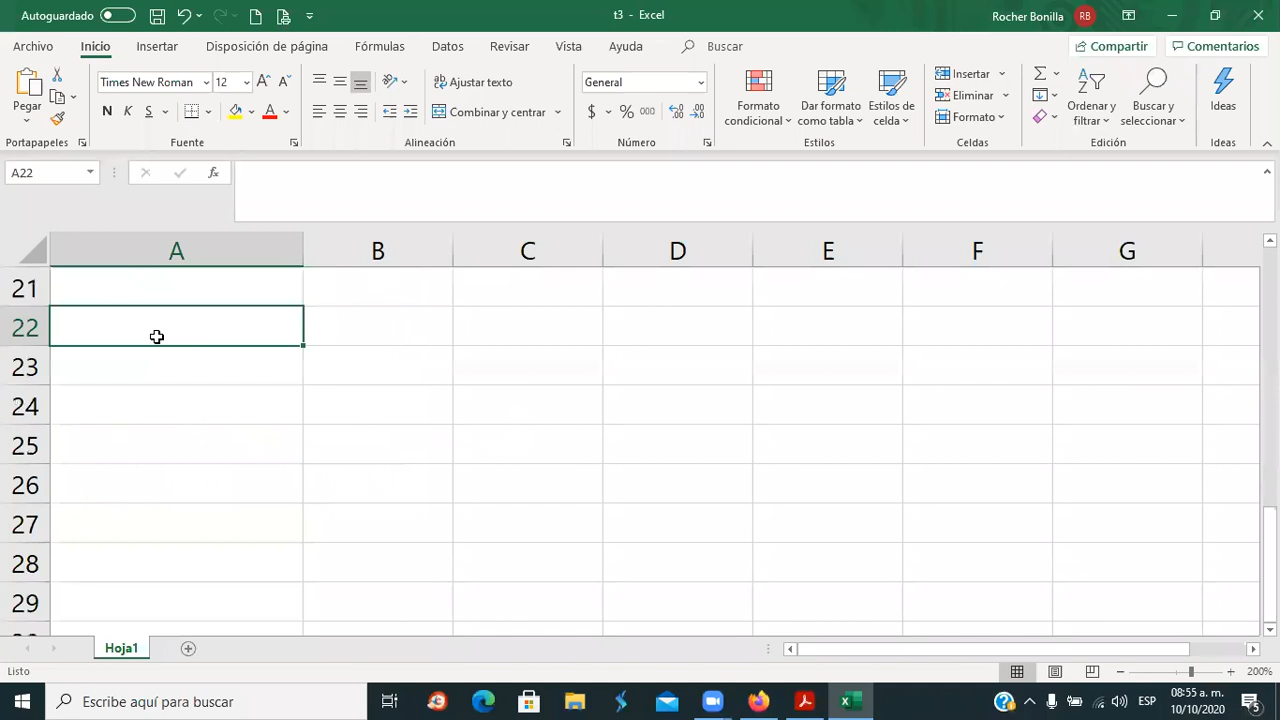 Autoguardado
t3 - Excel
Rocher Bonilla
RB
Archivo Inicio Insertar Disposición de página Fórmulas Datos Revisar Vista Ayuda Buscar
Compartir Comentarios
Pegar
Times New Roman 12
N K S
Ajustar texto
Combinar y centrar
General
$ % 000
Formato condicional
Dar formato como tabla
Estilos de celda
Insertar
Eliminar
Formato
Ordenar y filtrar
Buscar y seleccionar
Ideas
Portapapeles Fuente Alineación Número Estilos Celdas Edición Ideas
A22
fx
A B C D E F G
21
22
23
24
25
26
27
28
29
Hoja1
Listo
200%
Escribe aquí para buscar
ESP
08:55 a. m.
10/10/2020
5